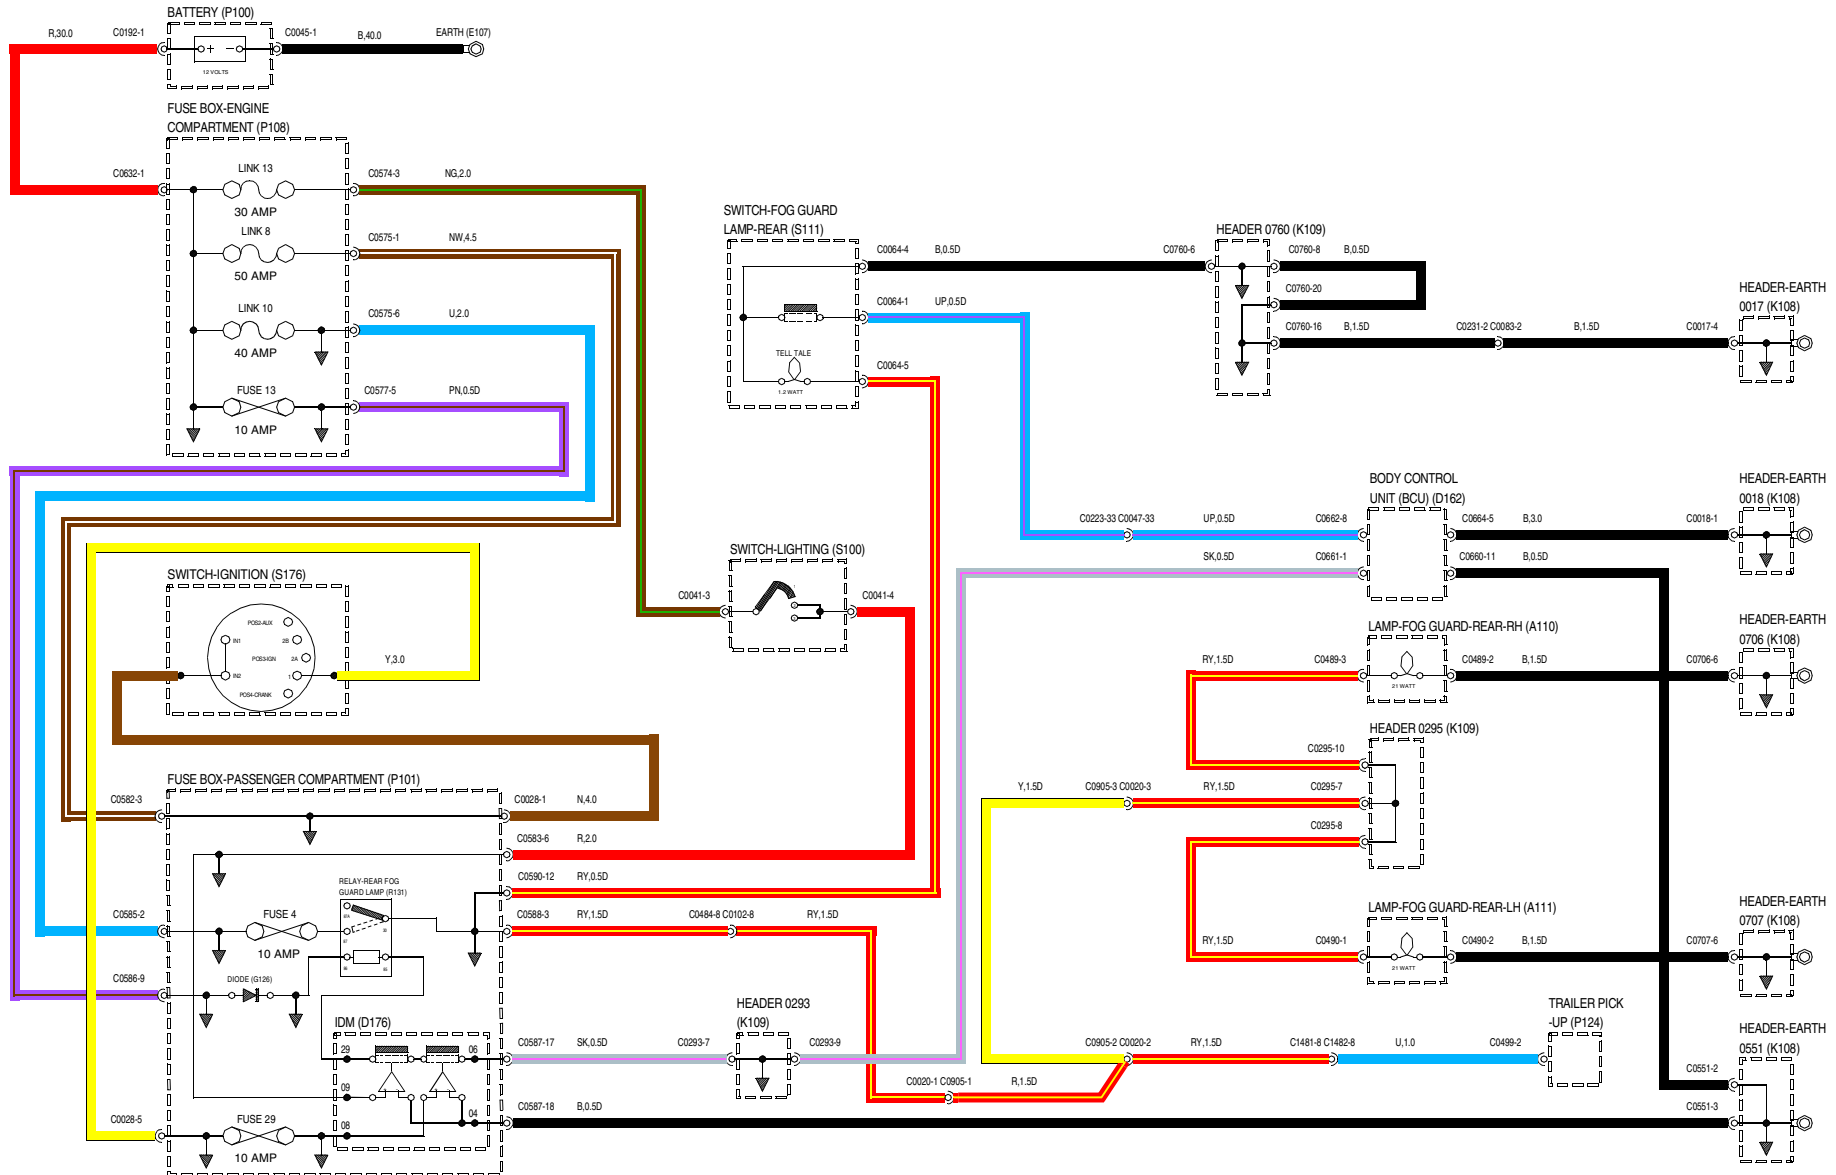 BATTERY (P100)
R,30.0
C0192-1
C0045-1
B,40.0
EARTH (E107)
+ −
12 VOLTS
FUSE BOX-ENGINE
COMPARTMENT (P108)
C0632-1
LINK 13
30 AMP
C0574-3
NG,2.0
LINK 8
50 AMP
C0575-1
NW,4.5
LINK 10
40 AMP
C0575-6
U,2.0
FUSE 13
10 AMP
C0577-5
PN,0.5D
SWITCH-FOG GUARD
LAMP-REAR (S111)
C0064-4
B,0.5D
C0760-6
C0064-1
UP,0.5D
TELL TALE
1.2 WATT
C0064-5
HEADER 0760 (K109)
C0760-8
B,0.5D
C0760-20
C0760-16
B,1.5D
C0231-2 C0083-2
B,1.5D
C0017-4
HEADER-EARTH
0017 (K108)
BODY CONTROL
UNIT (BCU) (D162)
C0223-33 C0047-33
UP,0.5D
C0662-8
C0664-5
B,3.0
C0018-1
HEADER-EARTH
0018 (K108)
SK,0.5D
C0661-1
C0660-11
B,0.5D
SWITCH-LIGHTING (S100)
C0041-3
C0041-4
SWITCH-IGNITION (S176)
POS2-AUX
IN1
2B
POS3-IGN
2A
IN2
1
POS4-CRANK
Y,3.0
LAMP-FOG GUARD-REAR-RH (A110)
RY,1.5D
C0489-3
21 WATT
C0489-2
B,1.5D
C0706-6
HEADER-EARTH
0706 (K108)
HEADER 0295 (K109)
C0295-10
Y,1.5D
C0905-3 C0020-3
RY,1.5D
C0295-7
C0295-8
FUSE BOX-PASSENGER COMPARTMENT (P101)
C0582-3
C0028-1
N,4.0
C0583-6
R,2.0
RELAY-REAR FOG
GUARD LAMP (R131)
87A
30
87
86
85
C0590-12
RY,0.5D
C0585-2
FUSE 4
10 AMP
C0588-3
RY,1.5D
C0484-8 C0102-8
RY,1.5D
C0586-9
DIODE (G126)
LAMP-FOG GUARD-REAR-LH (A111)
RY,1.5D
C0490-1
21 WATT
C0490-2
B,1.5D
C0707-6
HEADER-EARTH
0707 (K108)
IDM (D176)
29
06
09
04
08
C0587-17
SK,0.5D
C0293-7
HEADER 0293
(K109)
C0293-9
C0905-2 C0020-2
RY,1.5D
C1481-8 C1482-8
U,1.0
C0499-2
TRAILER PICK
-UP (P124)
C0020-1 C0905-1
R,1.5D
HEADER-EARTH
0551 (K108)
C0551-2
C0551-3
C0028-5
FUSE 29
10 AMP
C0587-18
B,0.5D